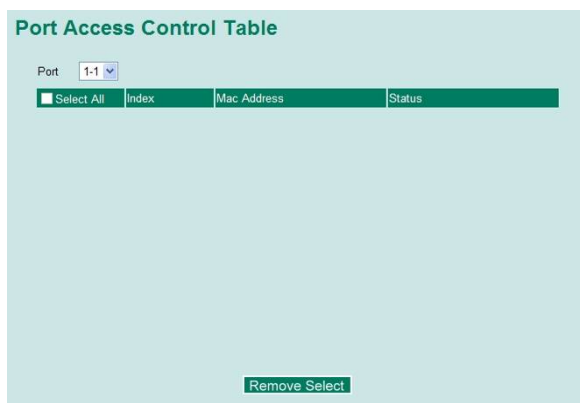 Port Access Control Table
Port 1-1
Select All Index Mac Address Status
Remove Select